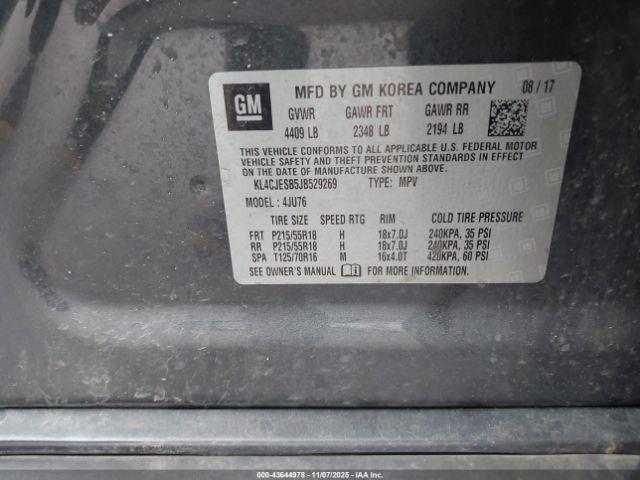 GM
MFD BY GM KOREA COMPANY 08 / 17
GVWR GAWR FRT GAWR RR
4409 LB 2348 LB 2194 LB
THIS VEHICLE CONFORMS TO ALL APPLICABLE U.S. FEDERAL MOTOR
VEHICLE SAFETY AND THEFT PREVENTION STANDARDS IN EFFECT
ON THE DATE OF MANUFACTURE SHOWN ABOVE.
KL4CJESB5JB529269 TYPE: MPV
MODEL : 4JU76
TIRE SIZE SPEED RTG RIM COLD TIRE PRESSURE
FRT P215/55R18 H 18x7.0J 240KPA, 35 PSI
RR P215/55R18 H 18x7.0J 240KPA, 35 PSI
SPA T125/70R16 M 16x4.0T 420KPA, 60 PSI
SEE OWNER'S MANUAL FOR MORE INFORMATION.
000-43644978 - 11/07/2025 - IAAI.COM